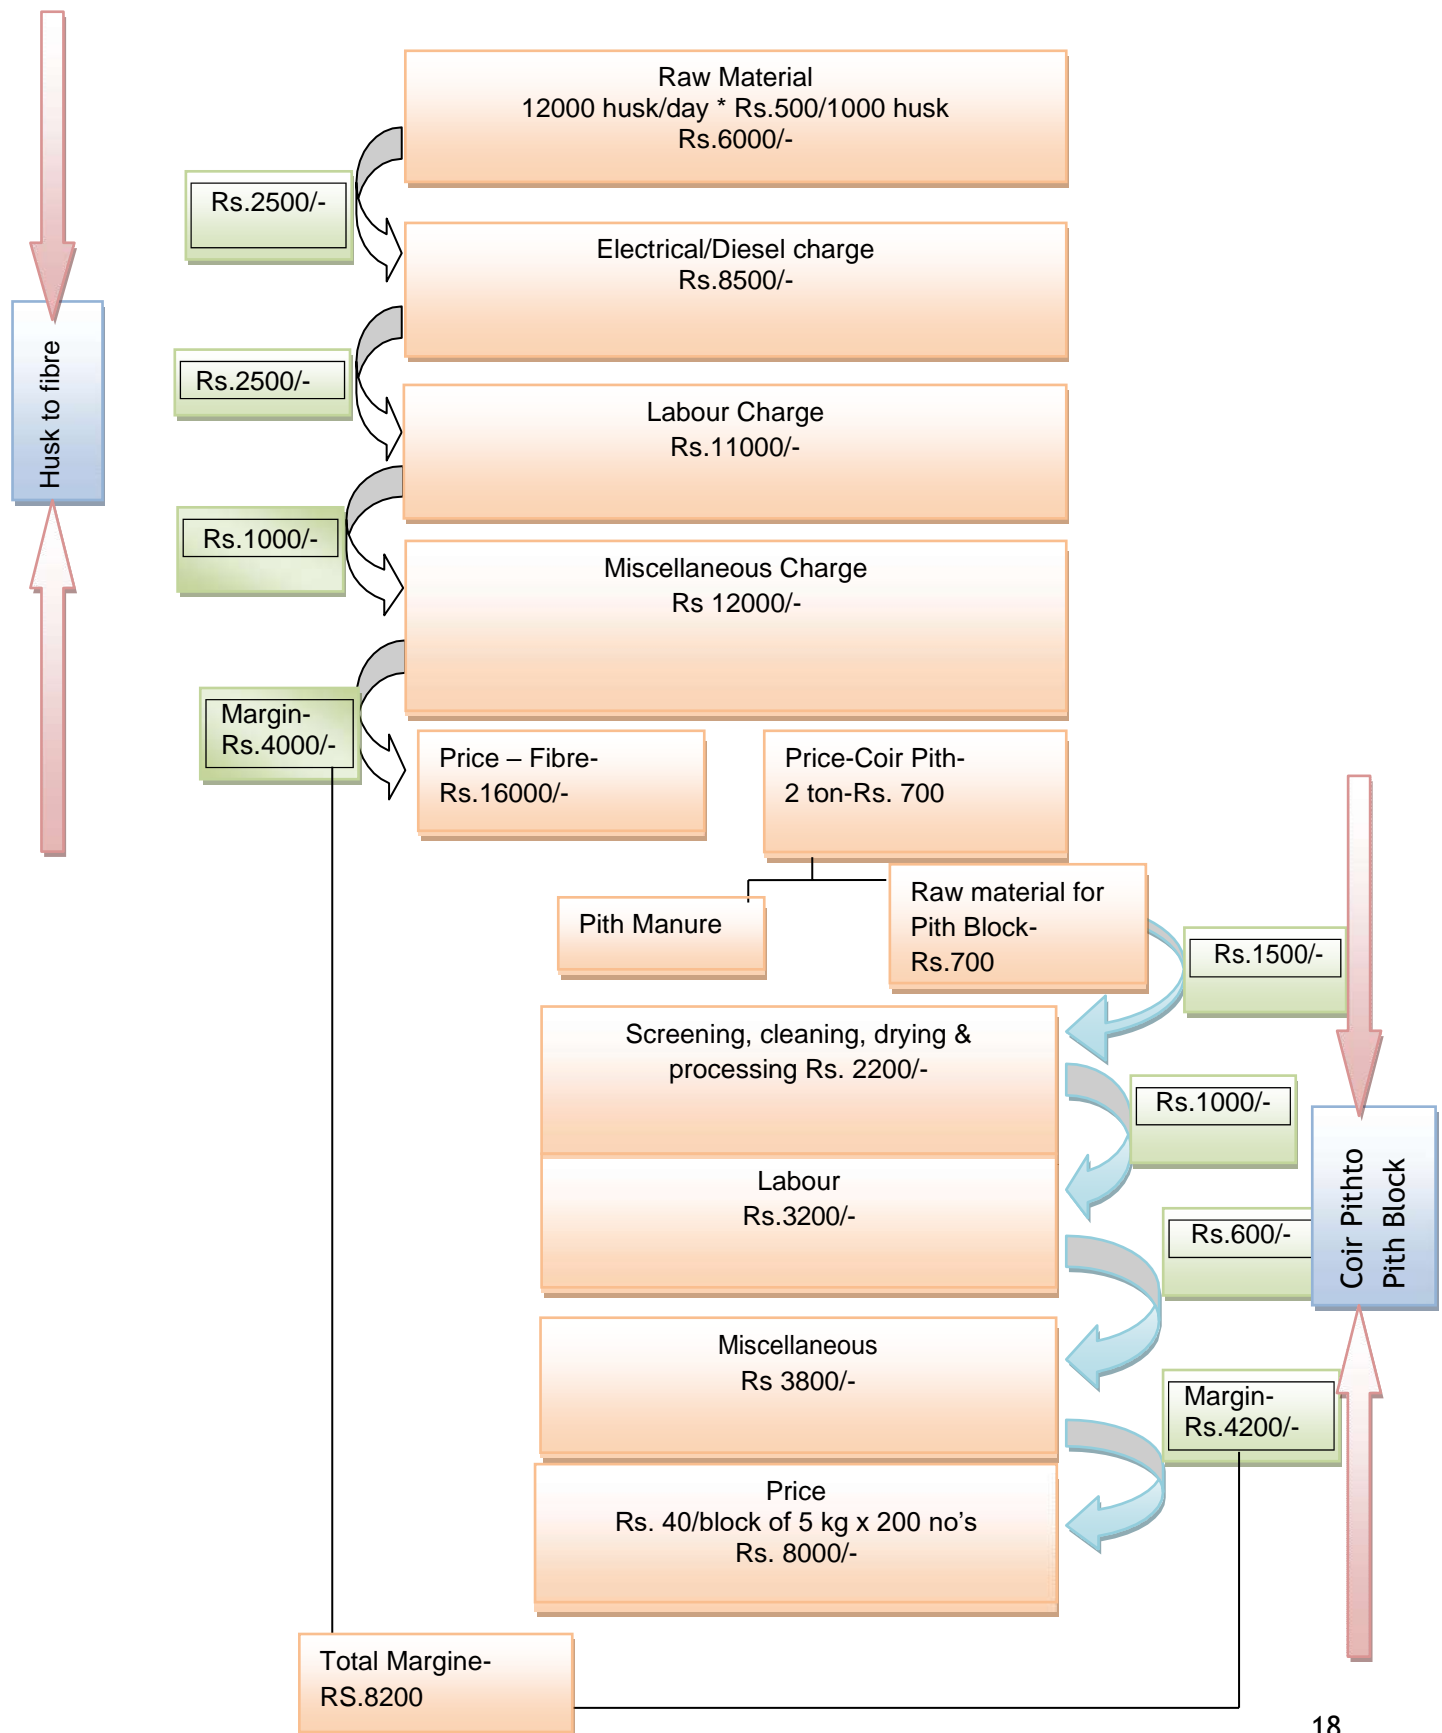 Raw Material
12000 husk/day * Rs.500/1000 husk
Rs.6000/-
Rs.2500/-
Electrical/Diesel charge
Rs.8500/-
Husk to fibre
Rs.2500/-
Labour Charge
Rs.11000/-
Rs.1000/-
Miscellaneous Charge
Rs 12000/-
Margin-
Rs.4000/-
Price – Fibre-
Rs.16000/-
Price-Coir Pith-
2 ton-Rs. 700
Pith Manure
Raw material for
Pith Block-
Rs.700
Rs.1500/-
Screening, cleaning, drying &
processing Rs. 2200/-
Rs.1000/-
Labour
Rs.3200/-
Rs.600/-
Coir Pithto
Pith Block
Miscellaneous
Rs 3800/-
Margin-
Rs.4200/-
Price
Rs. 40/block of 5 kg x 200 no's
Rs. 8000/-
Total Margine-
RS.8200
18